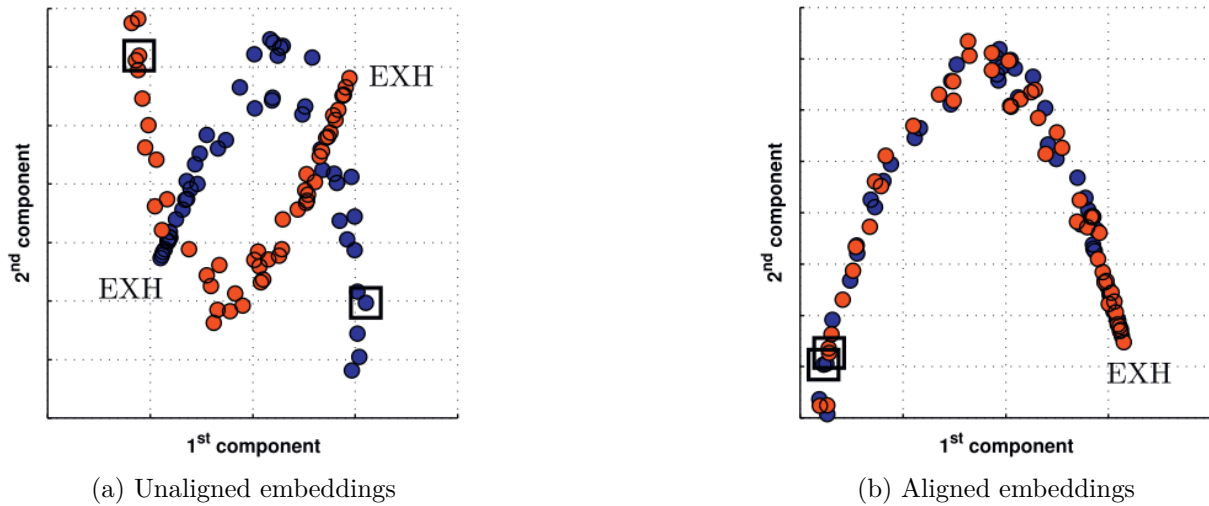 EXH
EXH
2nd component
1st component
(a) Unaligned embeddings
2nd component
EXH
1st component
(b) Aligned embeddings